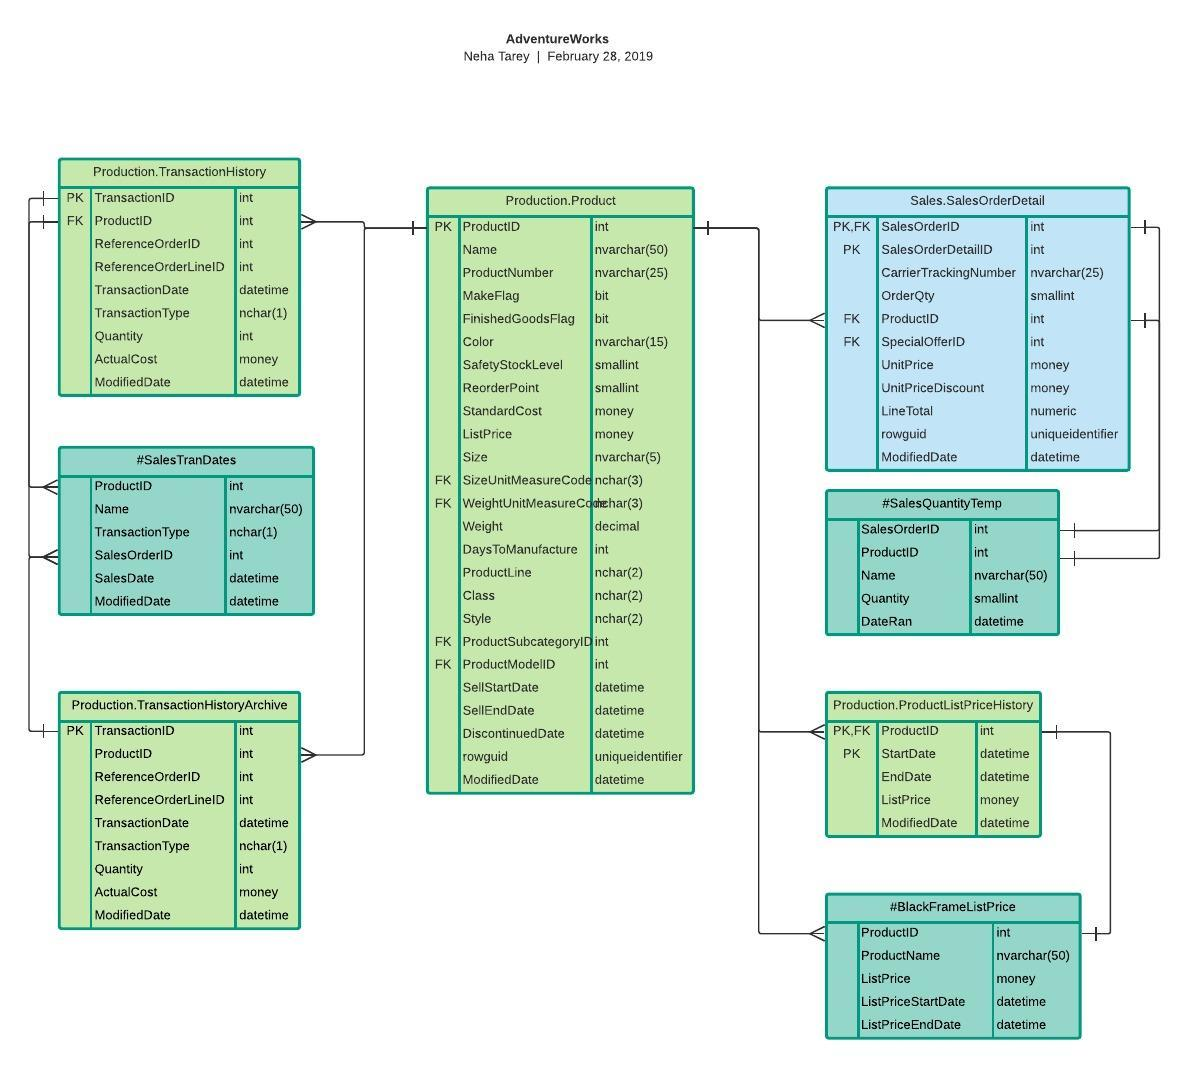 AdventureWorks
Neha Tarey | February 28, 2019
Production.TransactionHistory
PK TransactionID int
FK ProductID int
ReferenceOrderID int
ReferenceOrderLineID int
TransactionDate datetime
TransactionType nchar(1)
Quantity int
ActualCost money
ModifiedDate datetime
#SalesTranDates
ProductID int
Name nvarchar(50)
TransactionType nchar(1)
SalesOrderID int
SalesDate datetime
ModifiedDate datetime
Production.TransactionHistoryArchive
PK TransactionID int
ProductID int
ReferenceOrderID int
ReferenceOrderLineID int
TransactionDate datetime
TransactionType nchar(1)
Quantity int
ActualCost money
ModifiedDate datetime
Production.Product
PK ProductID int
Name nvarchar(50)
ProductNumber nvarchar(25)
MakeFlag bit
FinishedGoodsFlag bit
Color nvarchar(15)
SafetyStockLevel smallint
ReorderPoint smallint
StandardCost money
ListPrice money
Size nvarchar(5)
FK SizeUnitMeasureCode nchar(3)
FK WeightUnitMeasureCode nchar(3)
Weight decimal
DaysToManufacture int
ProductLine nchar(2)
Class nchar(2)
Style nchar(2)
FK ProductSubcategoryID int
FK ProductModelID int
SellStartDate datetime
SellEndDate datetime
DiscontinuedDate datetime
rowguid uniqueidentifier
ModifiedDate datetime
Sales.SalesOrderDetail
PK,FK SalesOrderID int
PK SalesOrderDetailID int
CarrierTrackingNumber nvarchar(25)
OrderQty smallint
FK ProductID int
FK SpecialOfferID int
UnitPrice money
UnitPriceDiscount money
LineTotal numeric
rowguid uniqueidentifier
ModifiedDate datetime
#SalesQuantityTemp
SalesOrderID int
ProductID int
Name nvarchar(50)
Quantity smallint
DateRan datetime
Production.ProductListPriceHistory
PK,FK ProductID int
PK StartDate datetime
EndDate datetime
ListPrice money
ModifiedDate datetime
#BlackFrameListPrice
ProductID int
ProductName nvarchar(50)
ListPrice money
ListPriceStartDate datetime
ListPriceEndDate datetime